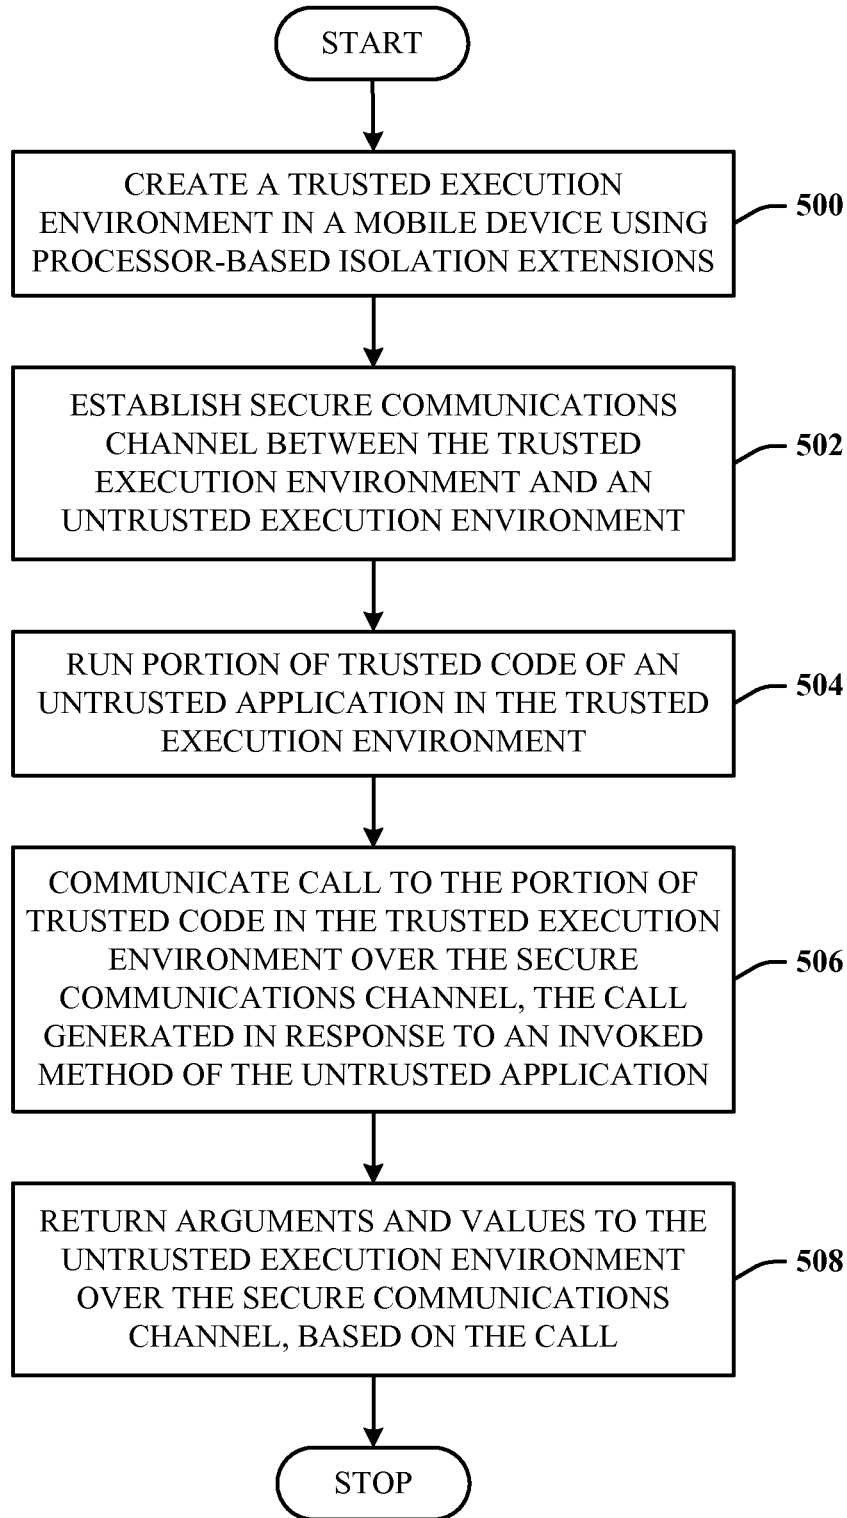 START
CREATE A TRUSTED EXECUTION
ENVIRONMENT IN A MOBILE DEVICE USING
PROCESSOR-BASED ISOLATION EXTENSIONS
500
ESTABLISH SECURE COMMUNICATIONS
CHANNEL BETWEEN THE TRUSTED
EXECUTION ENVIRONMENT AND AN
UNTRUSTED EXECUTION ENVIRONMENT
502
RUN PORTION OF TRUSTED CODE OF AN
UNTRUSTED APPLICATION IN THE TRUSTED
EXECUTION ENVIRONMENT
504
COMMUNICATE CALL TO THE PORTION OF
TRUSTED CODE IN THE TRUSTED EXECUTION
ENVIRONMENT OVER THE SECURE
COMMUNICATIONS CHANNEL, THE CALL
GENERATED IN RESPONSE TO AN INVOKED
METHOD OF THE UNTRUSTED APPLICATION
506
RETURN ARGUMENTS AND VALUES TO THE
UNTRUSTED EXECUTION ENVIRONMENT
OVER THE SECURE COMMUNICATIONS
CHANNEL, BASED ON THE CALL
508
STOP